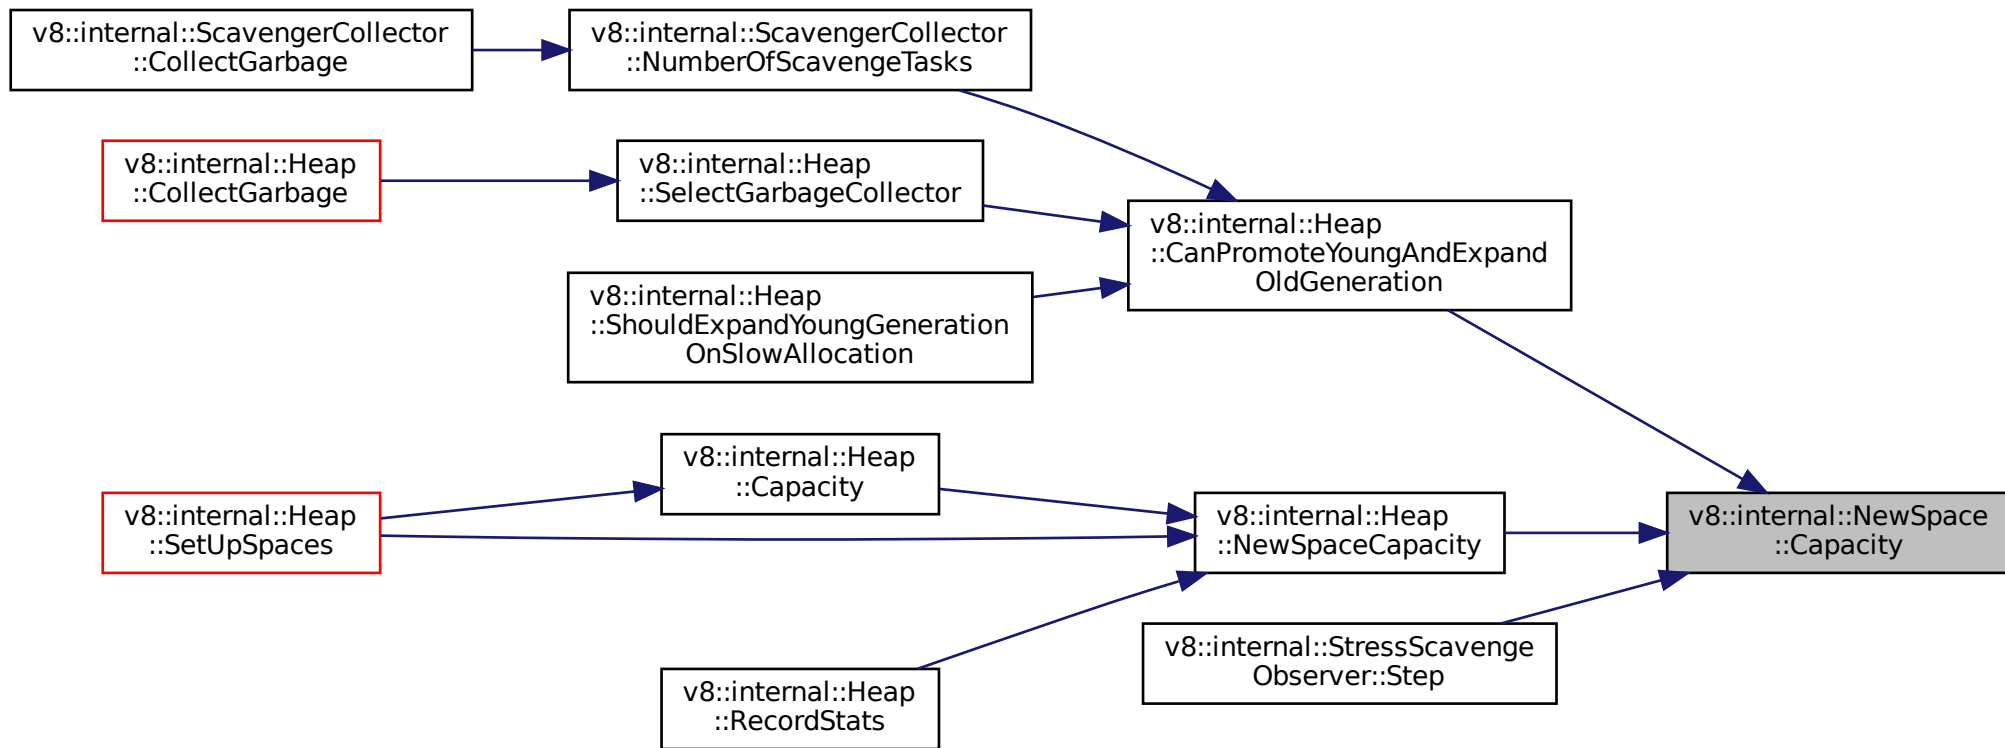 v8::internal::ScavengerCollector
::CollectGarbage
v8::internal::ScavengerCollector
::NumberOfScavengeTasks
v8::internal::Heap
::CollectGarbage
v8::internal::Heap
::SelectGarbageCollector
v8::internal::Heap
::CanPromoteYoungAndExpand
OldGeneration
v8::internal::Heap
::ShouldExpandYoungGeneration
OnSlowAllocation
v8::internal::Heap
::Capacity
v8::internal::Heap
::SetUpSpaces
v8::internal::Heap
::NewSpaceCapacity
v8::internal::NewSpace
::Capacity
v8::internal::StressScavenge
Observer::Step
v8::internal::Heap
::RecordStats